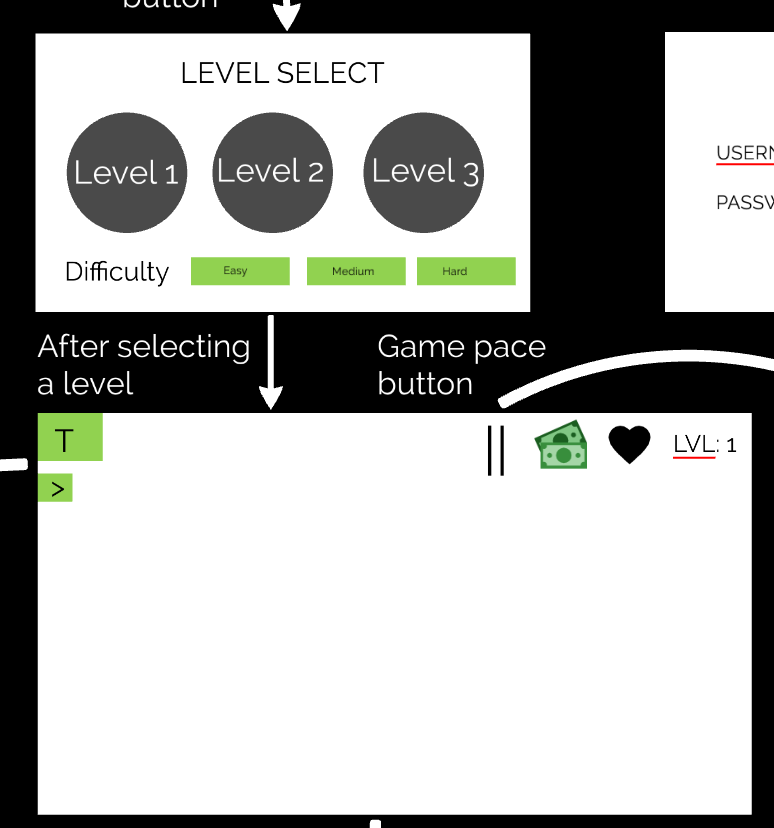 button
LEVEL SELECT
Level 1
Level 2
Level 3
Difficulty
Easy
Medium
Hard
USERN
PASSW
After selecting
a level
Game pace
button
T
LVL: 1
>